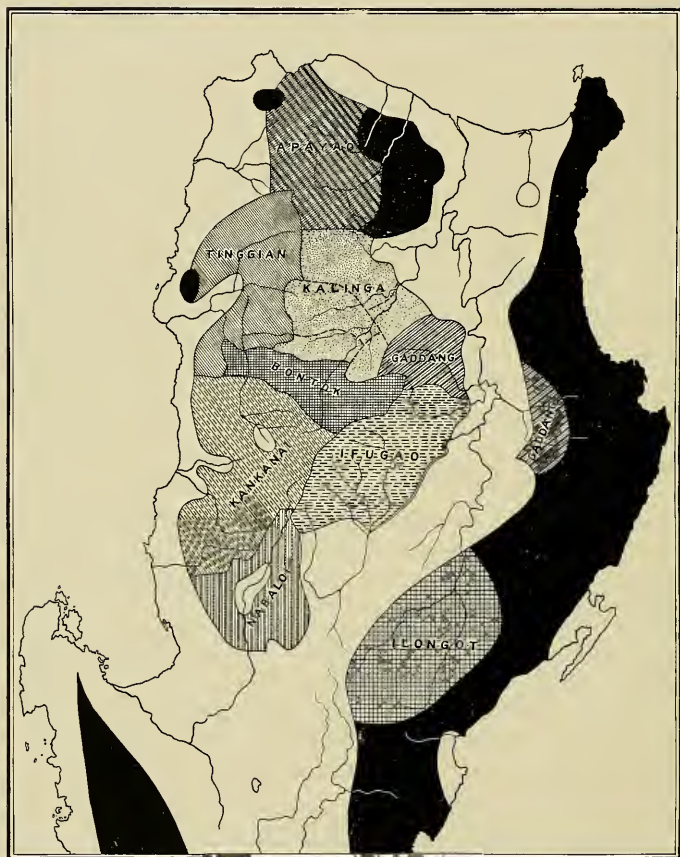 APAYAO
TINGGIAN
KALINGA
GADDANG
BONTOK
GADDANG
IFUGAO
KANKANAI
NABALOI
ILONGOT